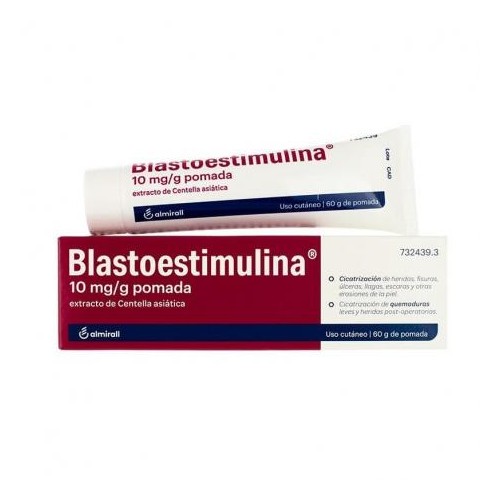 Blastoestimulina®
10 mg/g pomada
extracto de Centella asiática
almirall
Uso cutáneo | 60 g de pomada
Lote CAD
Blastoestimulina®
10 mg/g pomada
extracto de Centella asiática
almirall
732439.3
Cicatrización de heridas, fisuras,
úlceras, llagas, escaras y otras
erosiones de la piel.
Cicatrización de quemaduras
leves y heridas post-operatorias.
Uso cutáneo | 60 g de pomada